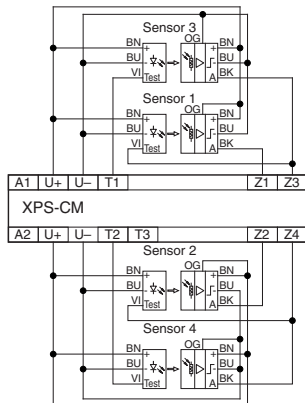 Sensor 3
OG
BN + BN
BU - BU
VI Test A BK
Sensor 1
OG
BN + BN
BU - BU
VI Test A BK
A1 U+ U– T1 Z1 Z3
XPS-CM
A2 U+ U– T2 T3 Z2 Z4
Sensor 2
OG
BN + BN
BU - BU
VI Test A BK
Sensor 4
OG
BN + BN
BU - BU
VI Test A BK